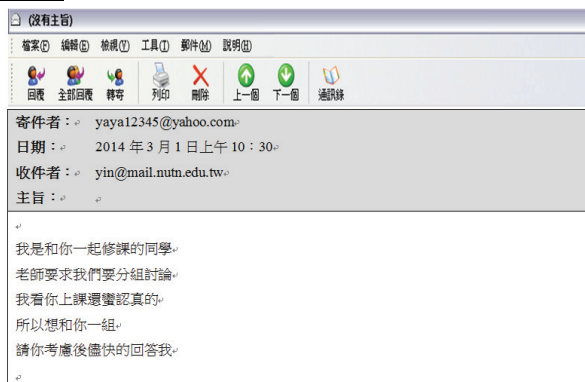 (沒有主旨)
檔案(F) 編輯(E) 檢視(V) 工具(T) 郵件(M) 說明(H)
回覆 全部回覆 轉寄 列印 刪除 上一個 下一個 通訊錄
寄件者： yaya12345@yahoo.com
日期： 2014 年 3 月 1 日上午 10：30
收件者： yin@mail.nutn.edu.tw
主旨：
我是和你一起修課的同學
老師要求我們要分組討論
我看你上課還蠻認真的
所以想和你一組
請你考慮後儘快的回答我